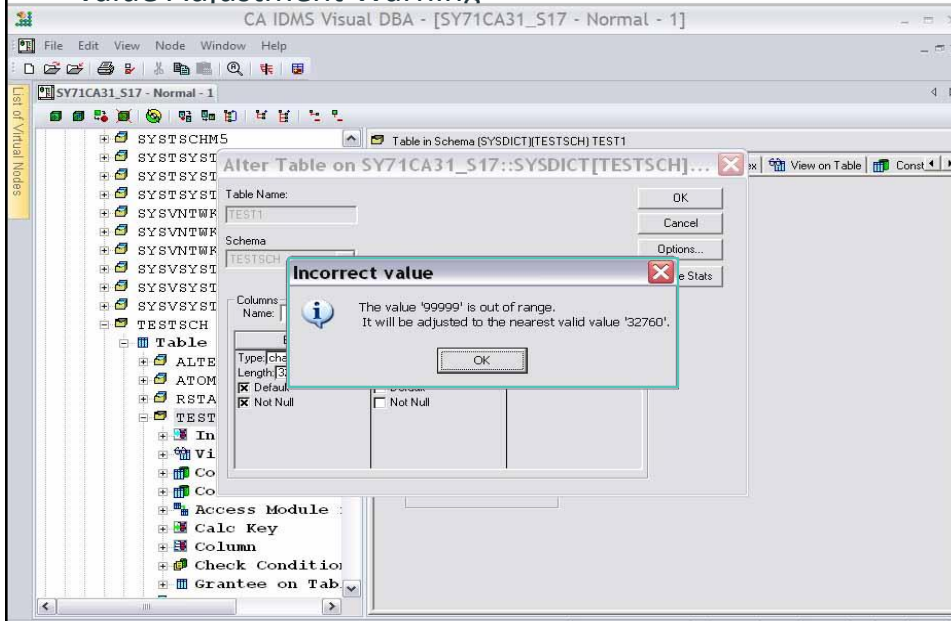 Value Adjustment Warning
CA IDMS Visual DBA - [SY71CA31_S17 - Normal - 1]
File Edit View Node Window Help
SY71CA31_S17 - Normal - 1
List of Virtual Nodes
SYSTSCHM5
SYSTSYST
SYSTSYST
SYSTSYST
SYSVNTWK
SYSVNTWK
SYSVNTWK
SYSVSYST
SYSVSYST
SYSVSYST
TESTSCH
Table
ALTE
ATOM
RSTA
TEST
In
Vi
Co
Co
Access Module
Calc Key
Column
Check Condition
Grantee on Tab
Table in Schema (SYSDICT)(TESTSCH) TEST1
View on Table
Const
Alter Table on SY71CA31_S17::SYSDICT[TESTSCH]...
Table Name:
TEST1
Schema
TESTSCH
OK
Cancel
Options...
e Stats
Columns
Name:
Type: cha
Length: 32
Default
Not Null
Not Null
Incorrect value
The value '99999' is out of range.
It will be adjusted to the nearest valid value '32760'.
OK